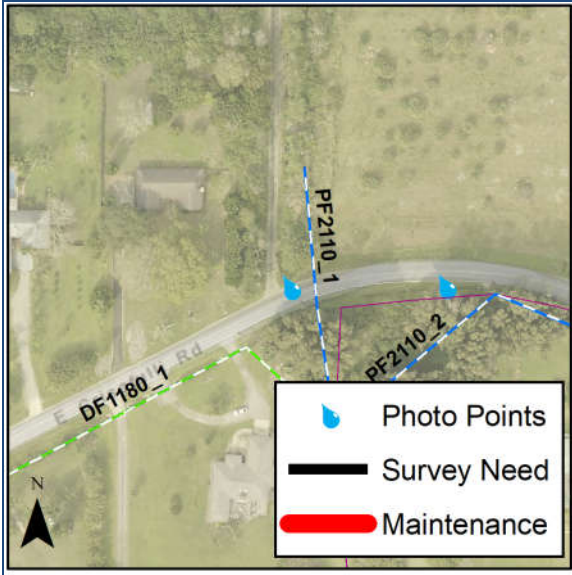 PF2110_1
PF2110_2
DF1180_1
Rd
N
Photo Points
Survey Need
Maintenance